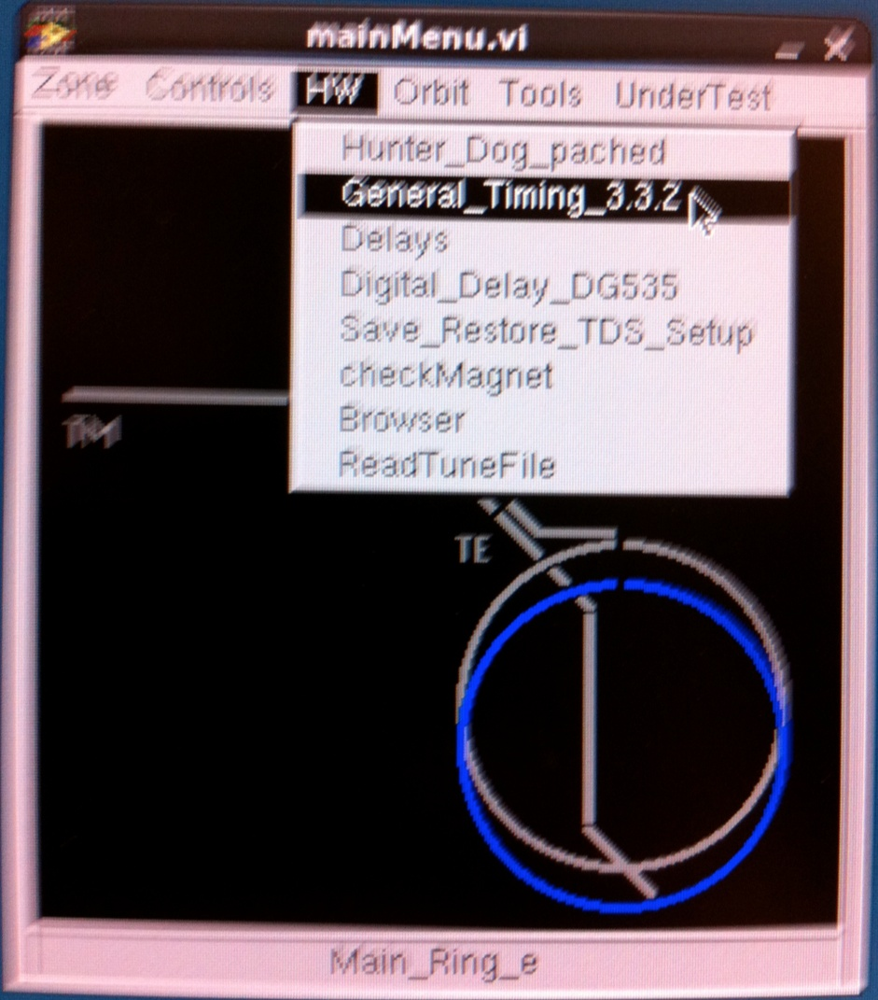 mainMenu.vi
Zone Controls HW Orbit Tools UnderTest
Hunter_Dog_pached
General_Timing_3.3.2
Delays
Digital_Delay_DG535
Save_Restore_TDS_Setup
checkMagnet
Browser
ReadTuneFile
TM
TE
Main_Ring_e